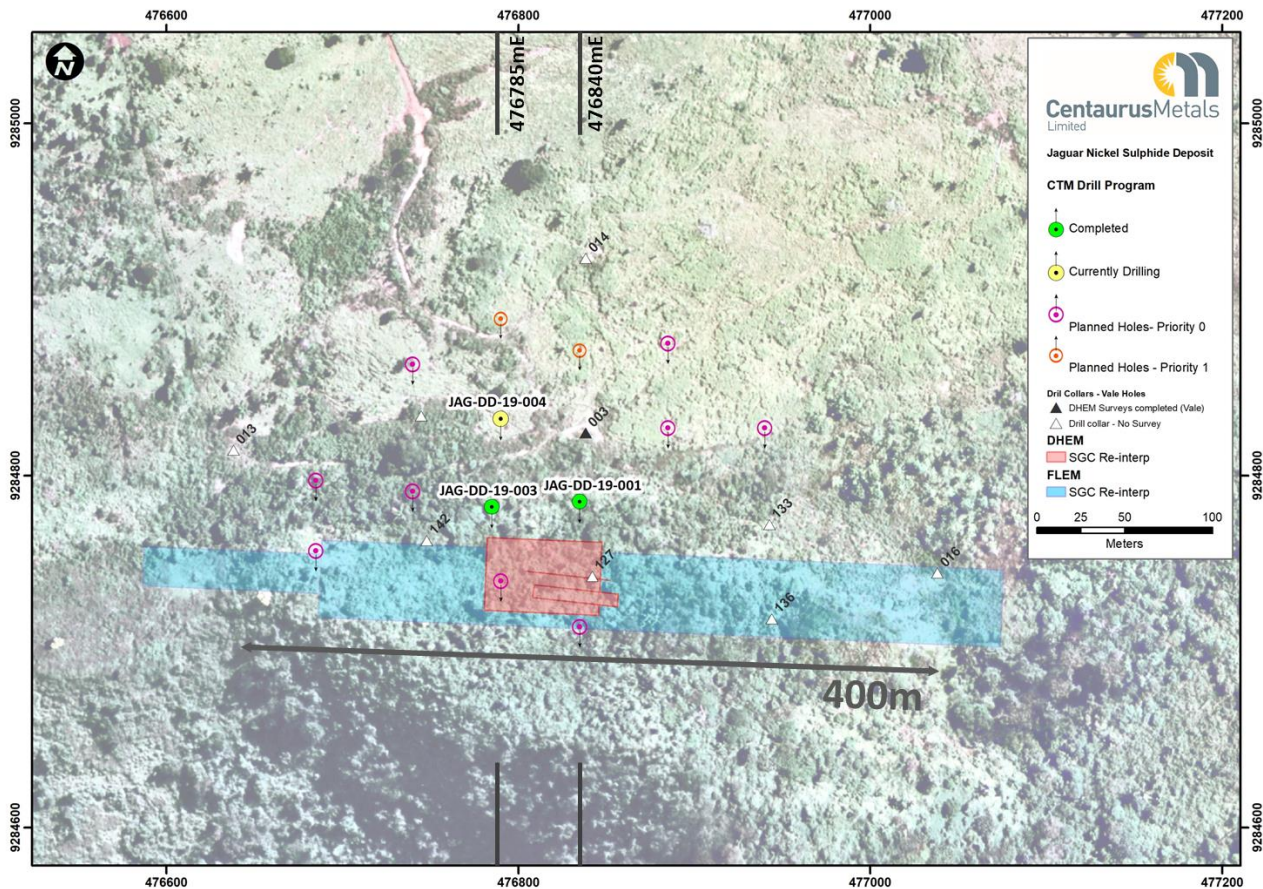 476600
476800
477000
477200
N
476785mE
476840mE
9285000
9285000
CentaurusMetals
Limited
Jaguar Nickel Sulphide Deposit
CTM Drill Program
Completed
Currently Drilling
Planned Holes- Priority 0
Planned Holes - Priority 1
Dril Collars - Vale Holes
DHEM Surveys completed (Vale)
Drill collar - No Survey
DHEM
SGC Re-interp
FLEM
SGC Re-interp
0 25 50 100
Meters
014
JAG-DD-19-004
003
013
9284800
9284800
JAG-DD-19-003
JAG-DD-19-001
142
133
127
016
136
400m
9284600
9284600
476600
476800
477000
477200